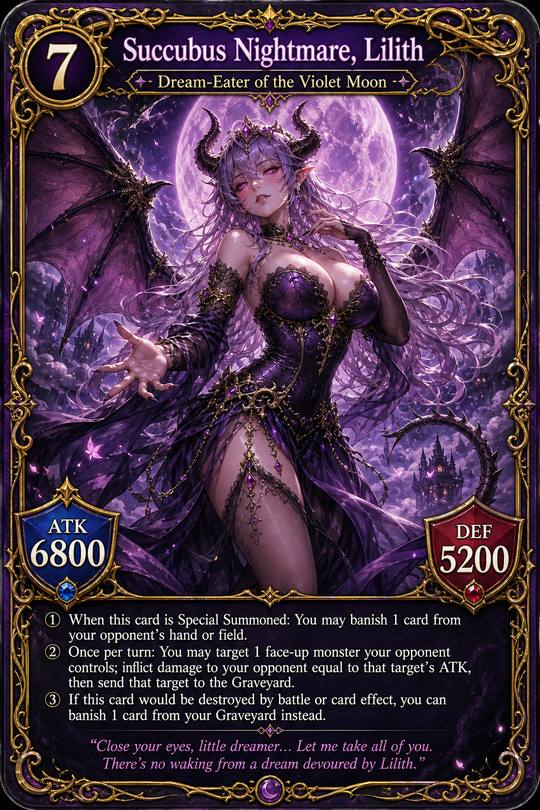 7
Succubus Nightmare, Lilith
Dream-Eater of the Violet Moon
ATK
6800
DEF
5200
① When this card is Special Summoned: You may banish 1 card from
your opponent's hand or field.
② Once per turn: You may target 1 face-up monster your opponent
controls; inflict damage to your opponent equal to that target's ATK,
then send that target to the Graveyard.
③ If this card would be destroyed by battle or card effect, you can
banish 1 card from your Graveyard instead.
“Close your eyes, little dreamer... Let me take all of you.
There's no waking from a dream devoured by Lilith.”